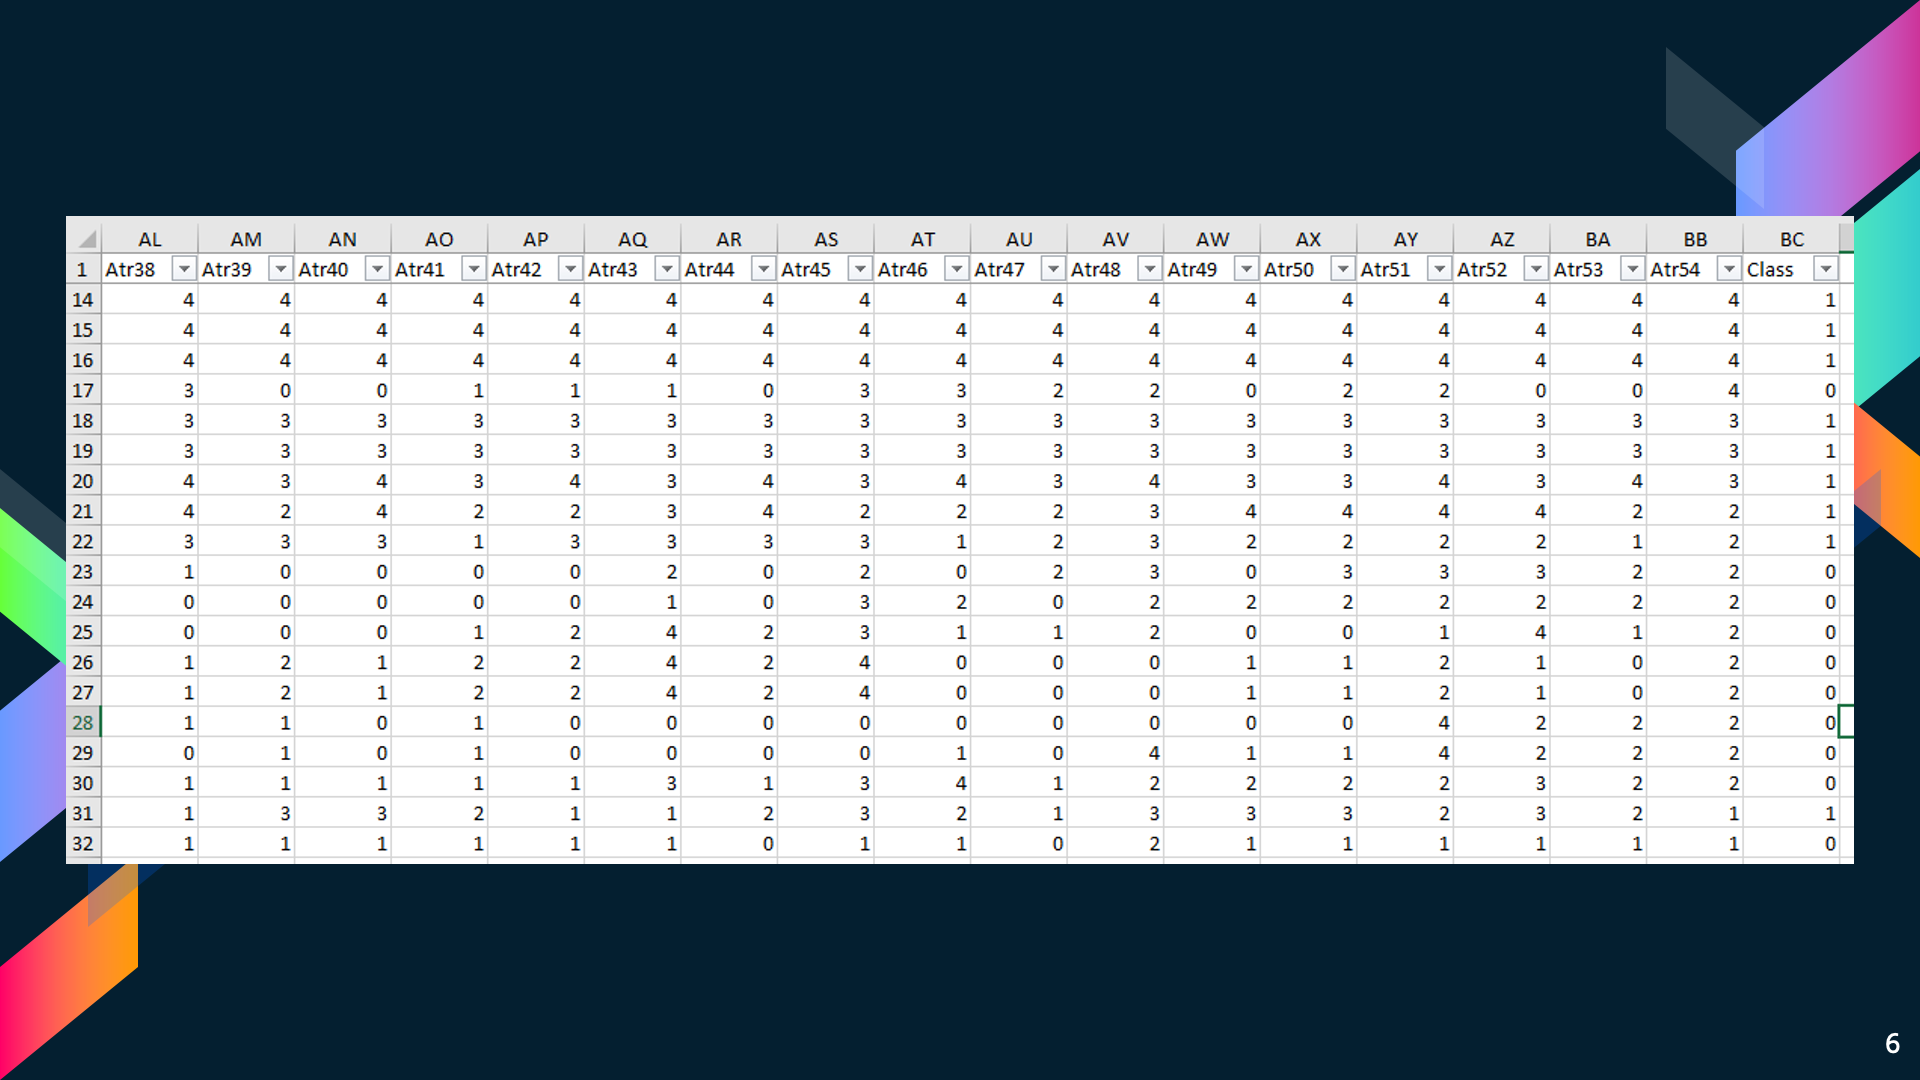 AL AM AN AO AP AQ AR AS AT AU AV AW AX AY AZ BA BB BC
1 Atr38 Atr39 Atr40 Atr41 Atr42 Atr43 Atr44 Atr45 Atr46 Atr47 Atr48 Atr49 Atr50 Atr51 Atr52 Atr53 Atr54 Class
14 4 4 4 4 4 4 4 4 4 4 4 4 4 4 4 4 4 1
15 4 4 4 4 4 4 4 4 4 4 4 4 4 4 4 4 4 1
16 4 4 4 4 4 4 4 4 4 4 4 4 4 4 4 4 4 1
17 3 0 0 1 1 1 0 3 3 2 2 0 2 2 0 0 4 0
18 3 3 3 3 3 3 3 3 3 3 3 3 3 3 3 3 3 1
19 3 3 3 3 3 3 3 3 3 3 3 3 3 3 3 3 3 1
20 4 3 4 3 4 3 4 3 4 3 4 3 3 4 3 4 3 1
21 4 2 4 2 2 3 4 2 2 2 3 4 4 4 4 2 2 1
22 3 3 3 1 3 3 3 3 1 2 3 2 2 2 2 1 2 1
23 1 0 0 0 0 2 0 2 0 2 3 0 3 3 3 2 2 0
24 0 0 0 0 0 1 0 3 2 0 2 2 2 2 2 2 2 0
25 0 0 0 1 2 4 2 3 1 1 2 0 0 1 4 1 2 0
26 1 2 1 2 2 4 2 4 0 0 0 1 1 2 1 0 2 0
27 1 2 1 2 2 4 2 4 0 0 0 1 1 2 1 0 2 0
28 1 1 0 1 0 0 0 0 0 0 0 0 0 4 2 2 2 0
29 0 1 0 1 0 0 0 0 1 0 4 1 1 4 2 2 2 0
30 1 1 1 1 1 3 1 3 4 1 2 2 2 2 3 2 2 0
31 1 3 3 2 1 1 2 3 2 1 3 3 3 2 3 2 1 1
32 1 1 1 1 1 1 0 1 1 0 2 1 1 1 1 1 1 0
6